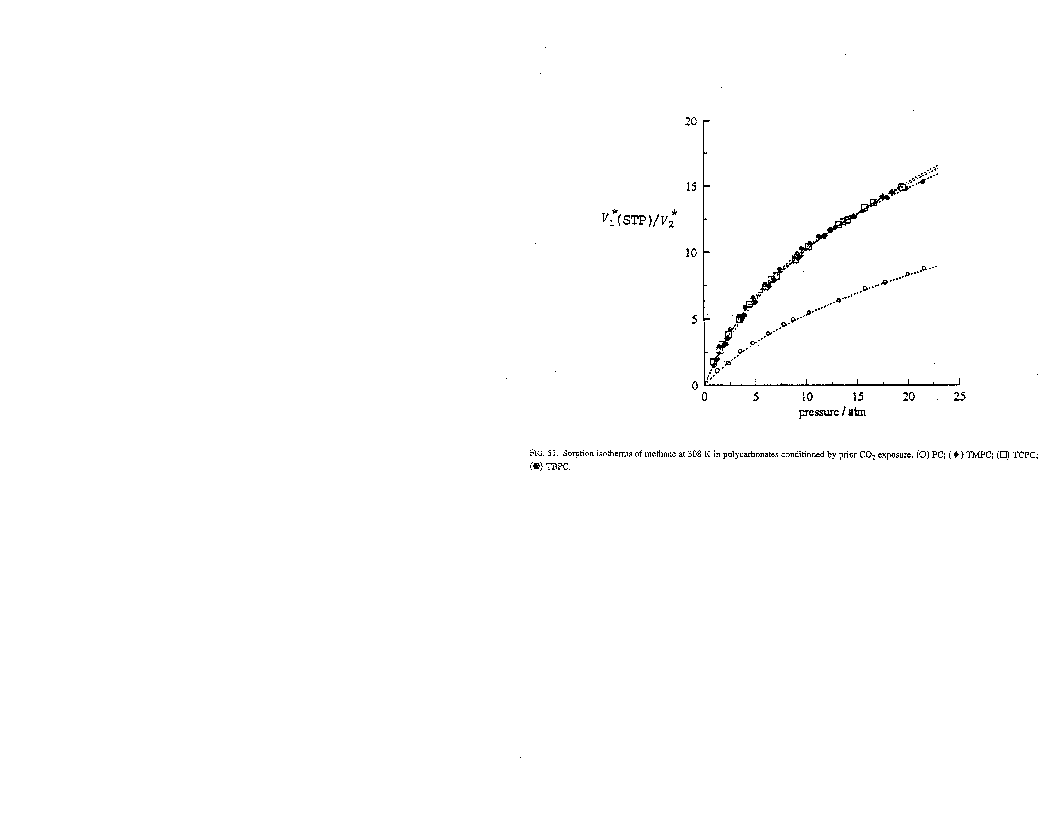 20
15
V₁*(STP)/V₂*
10
5
0
0 5 10 15 20 25
pressure / atm
FIG. 51. Sorption isotherms of methane at 308 K in polycarbonates conditioned by prior CO₂ exposure. (○) PC; (♦) TMPC; (□) TCPC;
(●) TBPC.